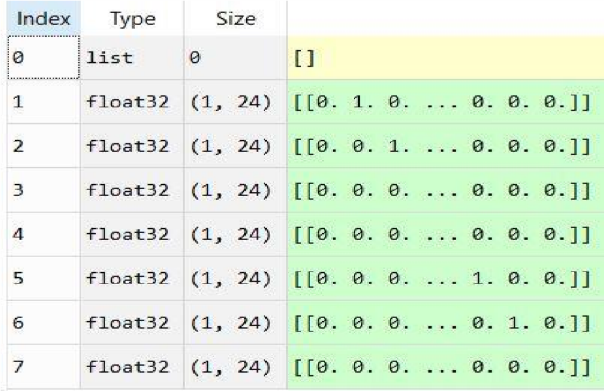 Index Type Size
0 list 0 []
1 float32 (1, 24) [[0. 1. 0. ... 0. 0. 0.]]
2 float32 (1, 24) [[0. 0. 1. ... 0. 0. 0.]]
3 float32 (1, 24) [[0. 0. 0. ... 0. 0. 0.]]
4 float32 (1, 24) [[0. 0. 0. ... 0. 0. 0.]]
5 float32 (1, 24) [[0. 0. 0. ... 1. 0. 0.]]
6 float32 (1, 24) [[0. 0. 0. ... 0. 1. 0.]]
7 float32 (1, 24) [[0. 0. 0. ... 0. 0. 0.]]